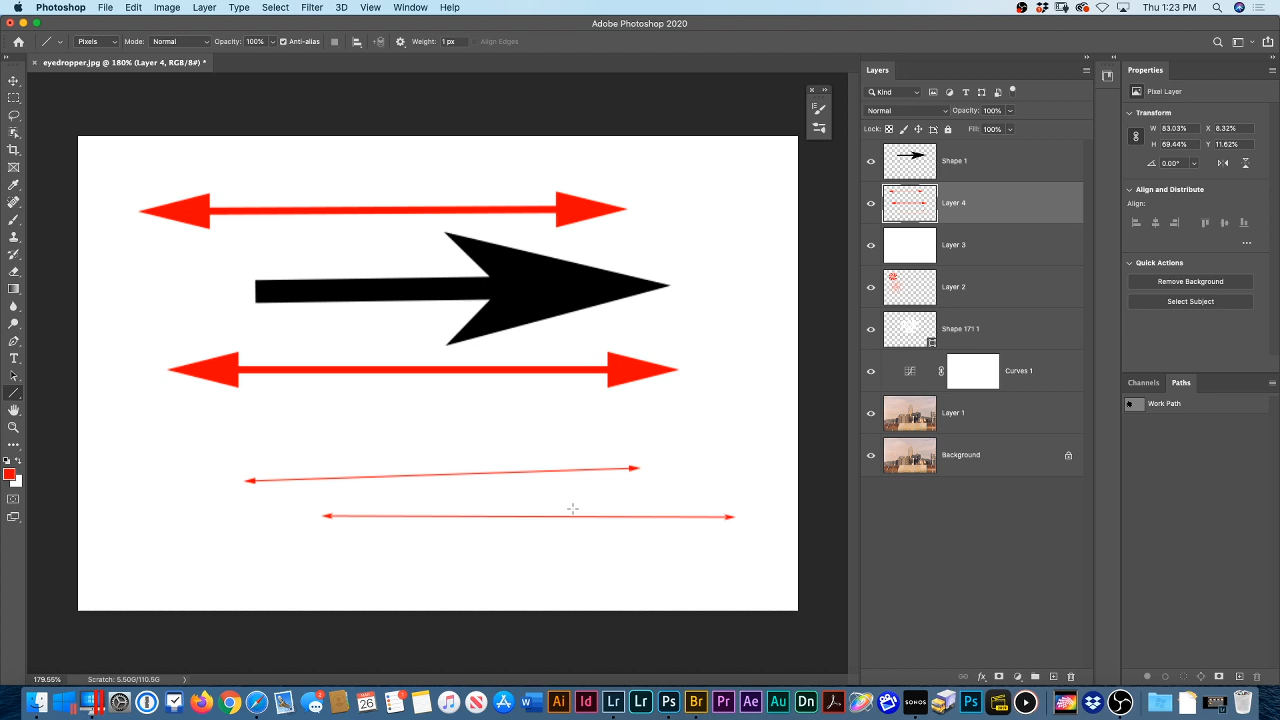 Photoshop File Edit Image Layer Type Select Filter 3D View Window Help Thu 1:23 PM
Adobe Photoshop 2020
Pixels Mode: Normal Opacity: 100% Anti-alias Weight: 1 px Align Edges
eyedropper.jpg @ 180% (Layer 4, RGB/8#) *
Layers
Kind
Normal Opacity: 100%
Lock: Fill: 100%
Shape 1
Layer 4
Layer 3
Layer 2
Shape 171 1
Curves 1
Layer 1
Background
Properties
Pixel Layer
Transform
W 83.03% X 8.32%
H 69.44% Y 11.62%
0.00°
Align and Distribute
Align:
Quick Actions
Remove Background
Select Subject
Channels Paths
Work Path
179.55% Scratch: 5.50G/110.5G
26
2 1
Ai Id Lr Lr Ps Br Pr Ae Au Dn SONOS Ps